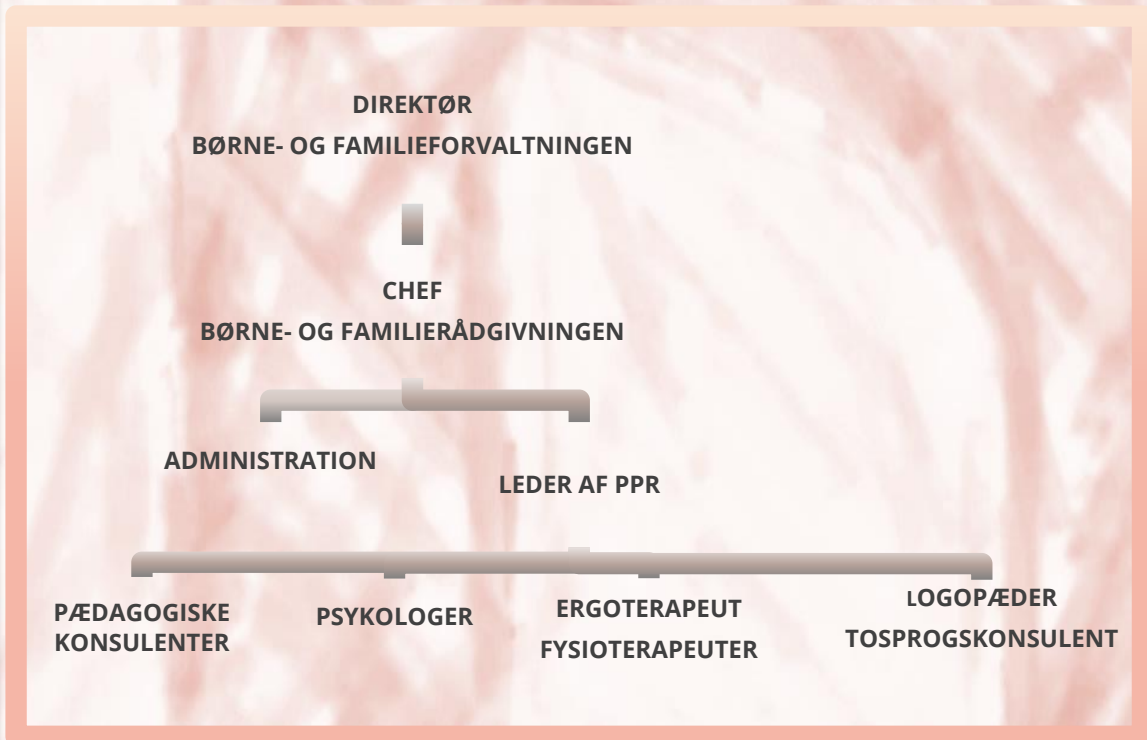 DIREKTØR
BØRNE- OG FAMILIEFORVALTNINGEN
CHEF
BØRNE- OG FAMILIERÅDGIVNINGEN
ADMINISTRATION
LEDER AF PPR
PÆDAGOGISKE
KONSULENTER
PSYKOLOGER
ERGOTERAPEUT
FYSIOTERAPEUTER
LOGOPÆDER
TOSPROGSKONSULENT